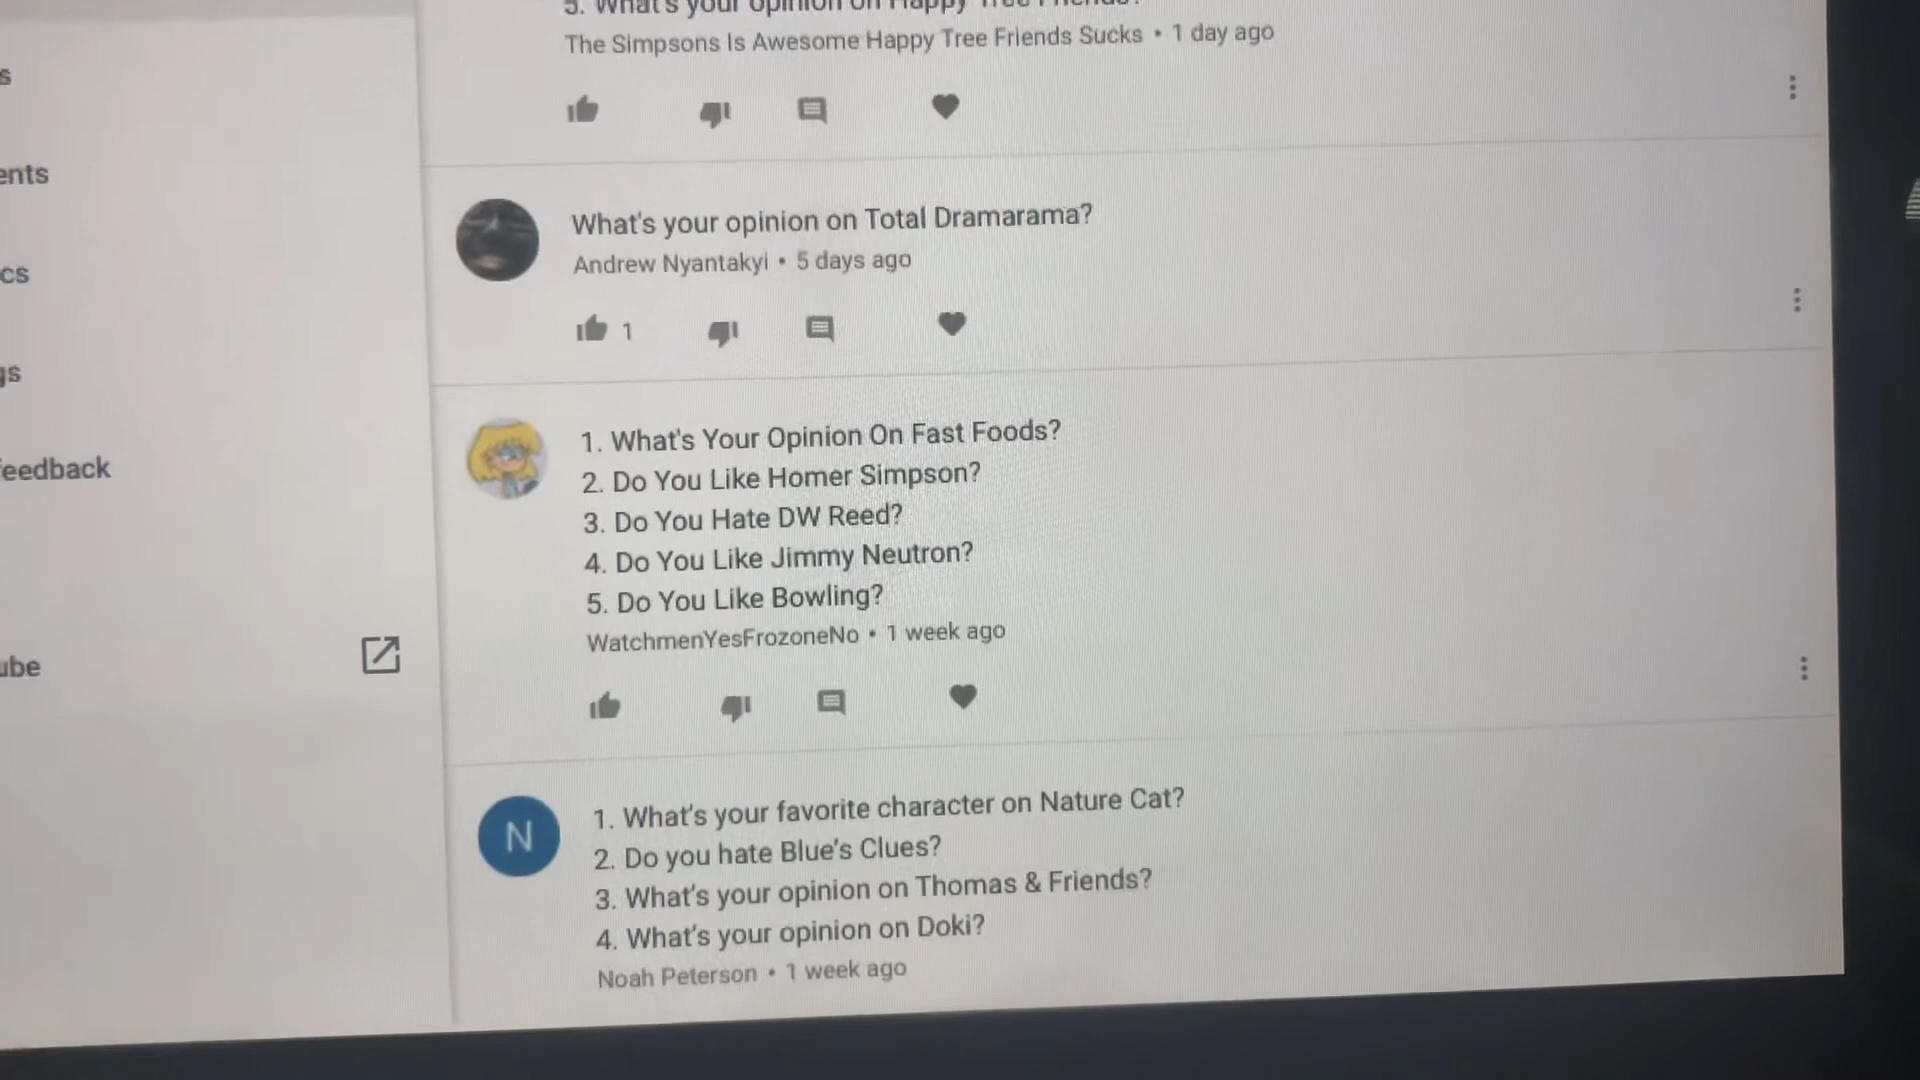 5. What's your opinion on Happy Tree Friends?
The Simpsons Is Awesome Happy Tree Friends Sucks • 1 day ago
s
ents
What's your opinion on Total Dramarama?
Andrew Nyantakyi • 5 days ago
cs
1
gs
1. What's Your Opinion On Fast Foods?
2. Do You Like Homer Simpson?
3. Do You Hate DW Reed?
4. Do You Like Jimmy Neutron?
5. Do You Like Bowling?
WatchmenYesFrozoneNo • 1 week ago
feedback
ube
N
1. What's your favorite character on Nature Cat?
2. Do you hate Blue's Clues?
3. What's your opinion on Thomas & Friends?
4. What's your opinion on Doki?
Noah Peterson • 1 week ago